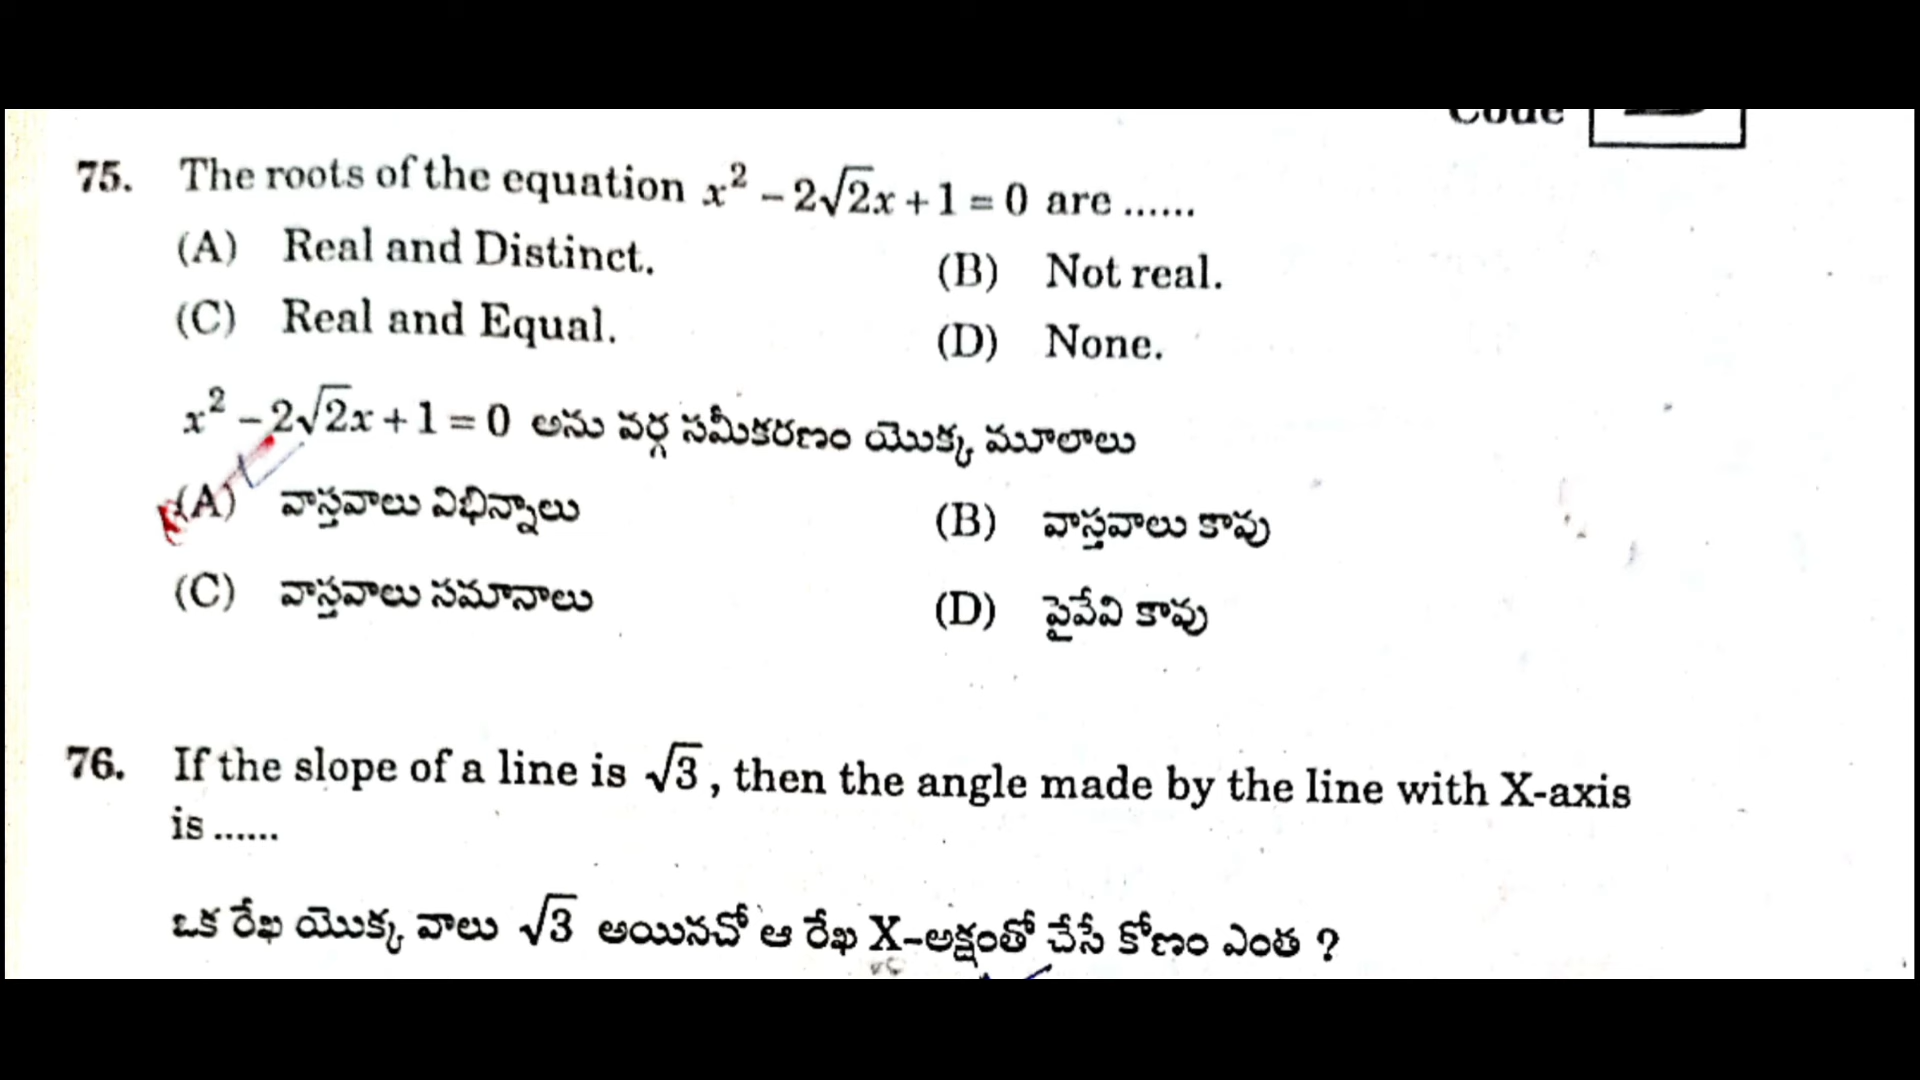 Code
75. The roots of the equation x² – 2√2x + 1 = 0 are ......
(A) Real and Distinct. (B) Not real.
(C) Real and Equal. (D) None.
x² – 2√2x + 1 = 0 అను వర్గ సమీకరణం యొక్క మూలాలు
(A) వాస్తవాలు విభిన్నాలు (B) వాస్తవాలు కావు
(C) వాస్తవాలు సమానాలు (D) పైవేవి కావు
76. If the slope of a line is √3, then the angle made by the line with X-axis
is ......
ఒక రేఖ యొక్క వాలు √3 అయినచో ఆ రేఖ X-అక్షంతో చేసే కోణం ఎంత ?